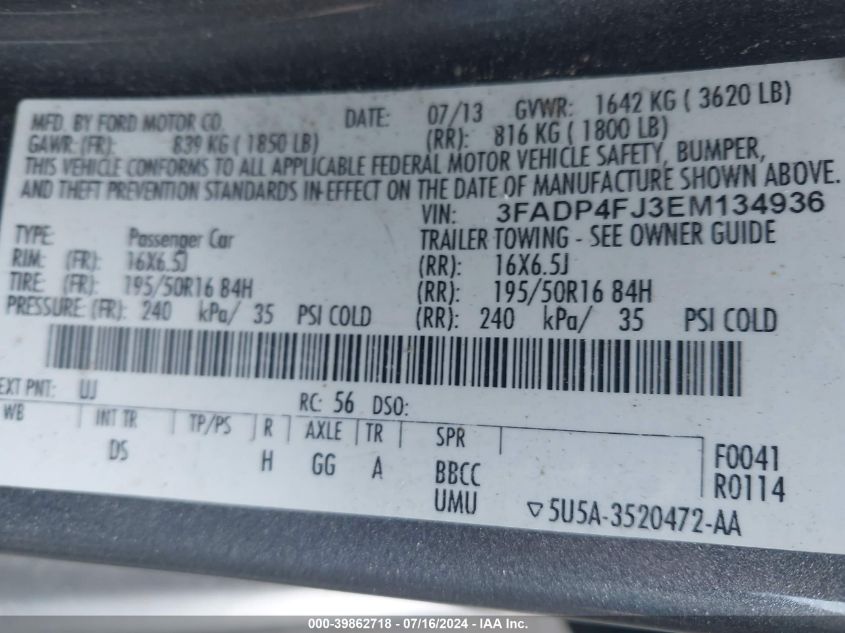 MFD. BY FORD MOTOR CO. DATE: 07/13 GVWR: 1642 KG ( 3620 LB)
GAWR: (FR): 839 KG ( 1850 LB) (RR): 816 KG ( 1800 LB)
THIS VEHICLE CONFORMS TO ALL APPLICABLE FEDERAL MOTOR VEHICLE SAFETY, BUMPER,
AND THEFT PREVENTION STANDARDS IN EFFECT ON THE DATE OF MANUFACTURE SHOWN ABOVE.
VIN: 3FADP4FJ3EM134936
TYPE: Passenger Car TRAILER TOWING - SEE OWNER GUIDE
RIM: (FR): 16X6.5J (RR): 16X6.5J
TIRE: (FR): 195/50R16 84H (RR): 195/50R16 84H
PRESSURE: (FR): 240 kPa/ 35 PSI COLD (RR): 240 kPa/ 35 PSI COLD
EXT PNT: UJ RC: 56 DSO:
WB INT TR TP/PS R AXLE TR SPR
DS H GG A BBCC F0041
UMU ▽5U5A-3520472-AA R0114
000-39862718 - 07/16/2024 - IAA Inc.